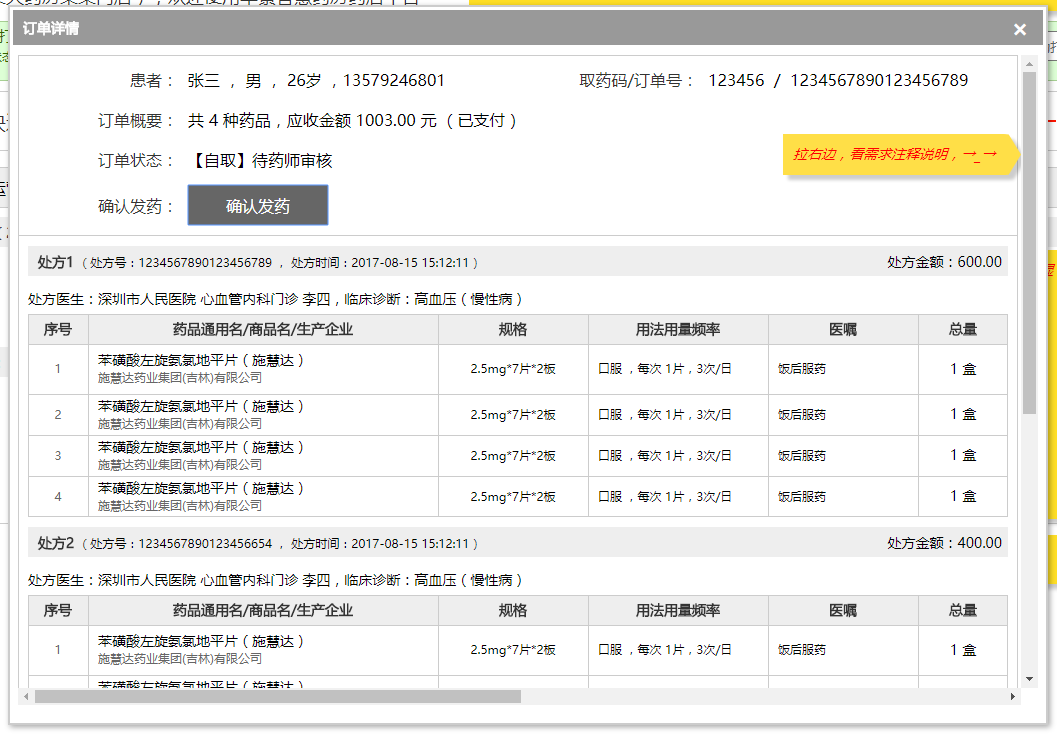 订单详情
患者： 张三 ，男 ，26岁 ，13579246801 取药码/订单号： 123456 / 1234567890123456789
订单概要： 共 4 种药品，应收金额 1003.00 元 （ 已支付 ）
订单状态： 【自取】待药师审核
拉右边，看需求注释说明，→_→
确认发药： 确认发药
处方1 （ 处方号：1234567890123456789 ， 处方时间：2017-08-15 15:12:11 ） 处方金额：600.00
处方医生：深圳市人民医院 心血管内科门诊 李四，临床诊断：高血压（ 慢性病 ）
序号 药品通用名/商品名/生产企业 规格 用法用量频率 医嘱 总量
1 苯磺酸左旋氨氯地平片（ 施慧达 ） 2.5mg*7片*2板 口服 ，每次 1片，3次/日 饭后服药 1 盒
施慧达药业集团(吉林)有限公司
2 苯磺酸左旋氨氯地平片（ 施慧达 ） 2.5mg*7片*2板 口服 ，每次 1片，3次/日 饭后服药 1 盒
施慧达药业集团(吉林)有限公司
3 苯磺酸左旋氨氯地平片（ 施慧达 ） 2.5mg*7片*2板 口服 ，每次 1片，3次/日 饭后服药 1 盒
施慧达药业集团(吉林)有限公司
4 苯磺酸左旋氨氯地平片（ 施慧达 ） 2.5mg*7片*2板 口服 ，每次 1片，3次/日 饭后服药 1 盒
施慧达药业集团(吉林)有限公司
处方2 （ 处方号：1234567890123456654 ， 处方时间：2017-08-15 15:12:11 ） 处方金额：400.00
处方医生：深圳市人民医院 心血管内科门诊 李四，临床诊断：高血压（ 慢性病 ）
序号 药品通用名/商品名/生产企业 规格 用法用量频率 医嘱 总量
1 苯磺酸左旋氨氯地平片（ 施慧达 ） 2.5mg*7片*2板 口服 ，每次 1片，3次/日 饭后服药 1 盒
施慧达药业集团(吉林)有限公司
苯磺酸左旋氨氯地平片（ 施慧达 ）